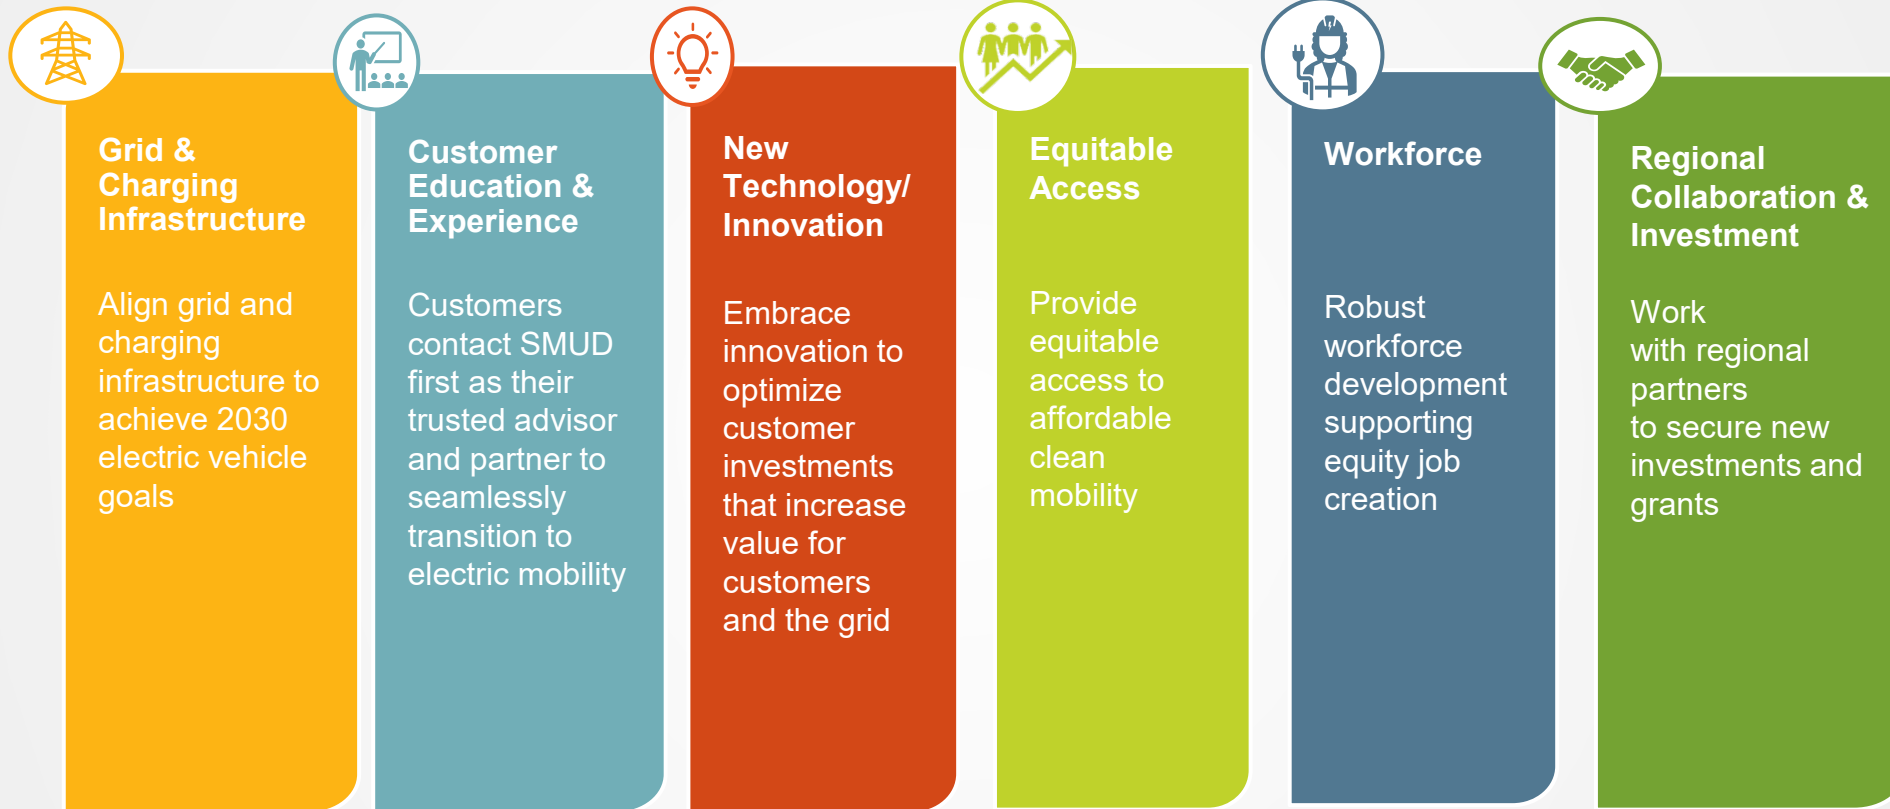 Grid &
Charging
Infrastructure
Align grid and
charging
infrastructure to
achieve 2030
electric vehicle
goals
Customer
Education &
Experience
Customers
contact SMUD
first as their
trusted advisor
and partner to
seamlessly
transition to
electric mobility
New
Technology/
Innovation
Embrace
innovation to
optimize
customer
investments
that increase
value for
customers
and the grid
Equitable
Access
Provide
equitable
access to
affordable
clean
mobility
Workforce
Robust
workforce
development
supporting
equity job
creation
Regional
Collaboration &
Investment
Work
with regional
partners
to secure new
investments and
grants